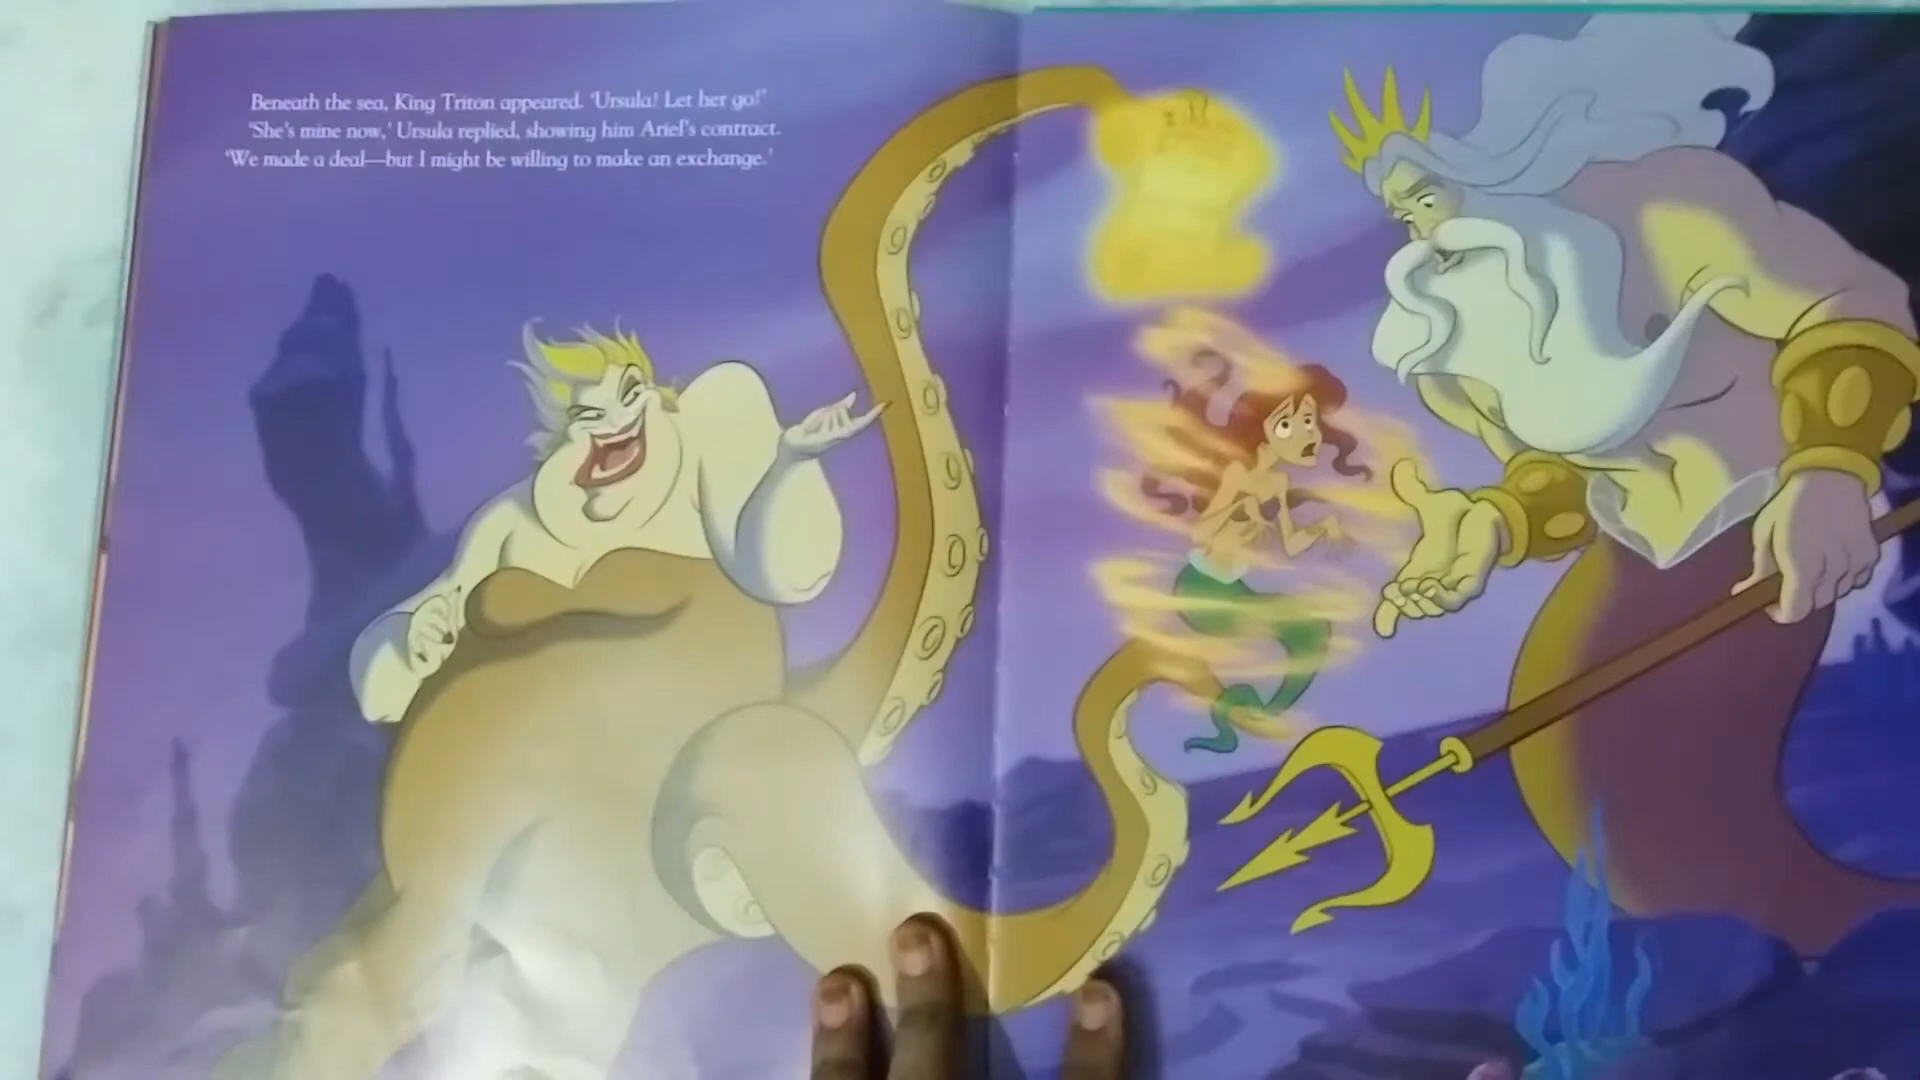 Beneath the sea, King Triton appeared. 'Ursula! Let her go!'
'She's mine now,' Ursula replied, showing him Ariel's contract.
'We made a deal—but I might be willing to make an exchange.'